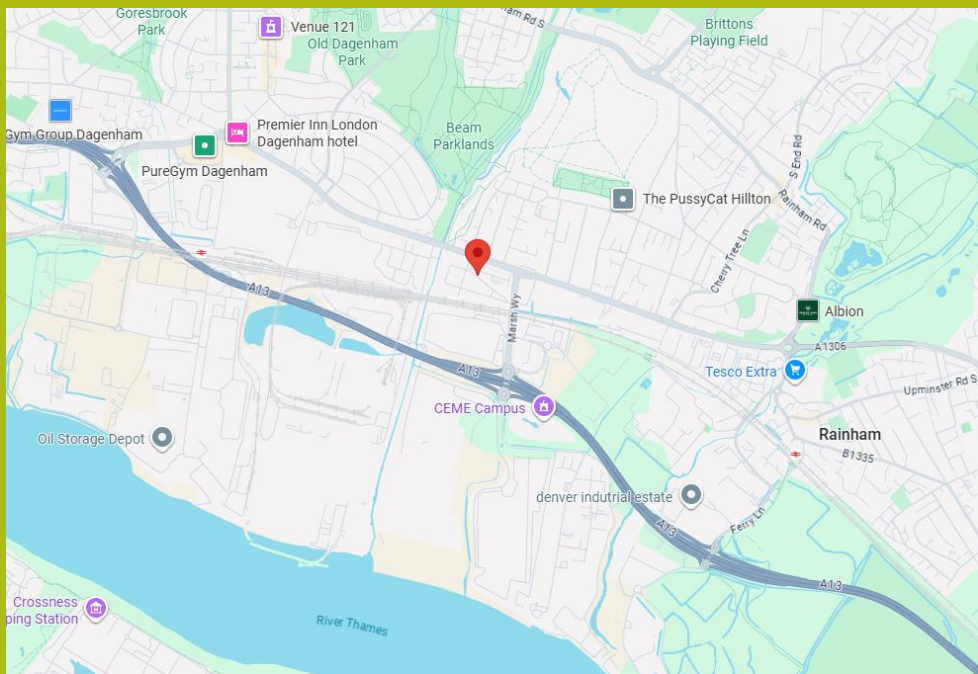 Goresbrook
Park
Venue 121
Old Dagenham
Park
ham Rd S
Brittons
Playing Field
Gym Group Dagenham
Premier Inn London
Dagenham hotel
PureGym Dagenham
Beam
Parklands
The PussyCat Hillton
S End Rd
Rainham Rd
Cherry Tree Ln
A13
Marsh Wy
Albion
A1306
A13
Tesco Extra
Upminster Rd S
CEME Campus
Oil Storage Depot
Rainham
B1335
denver indutrial estate
Ferry Ln
A13
A13
Crossness
ping Station
River Thames